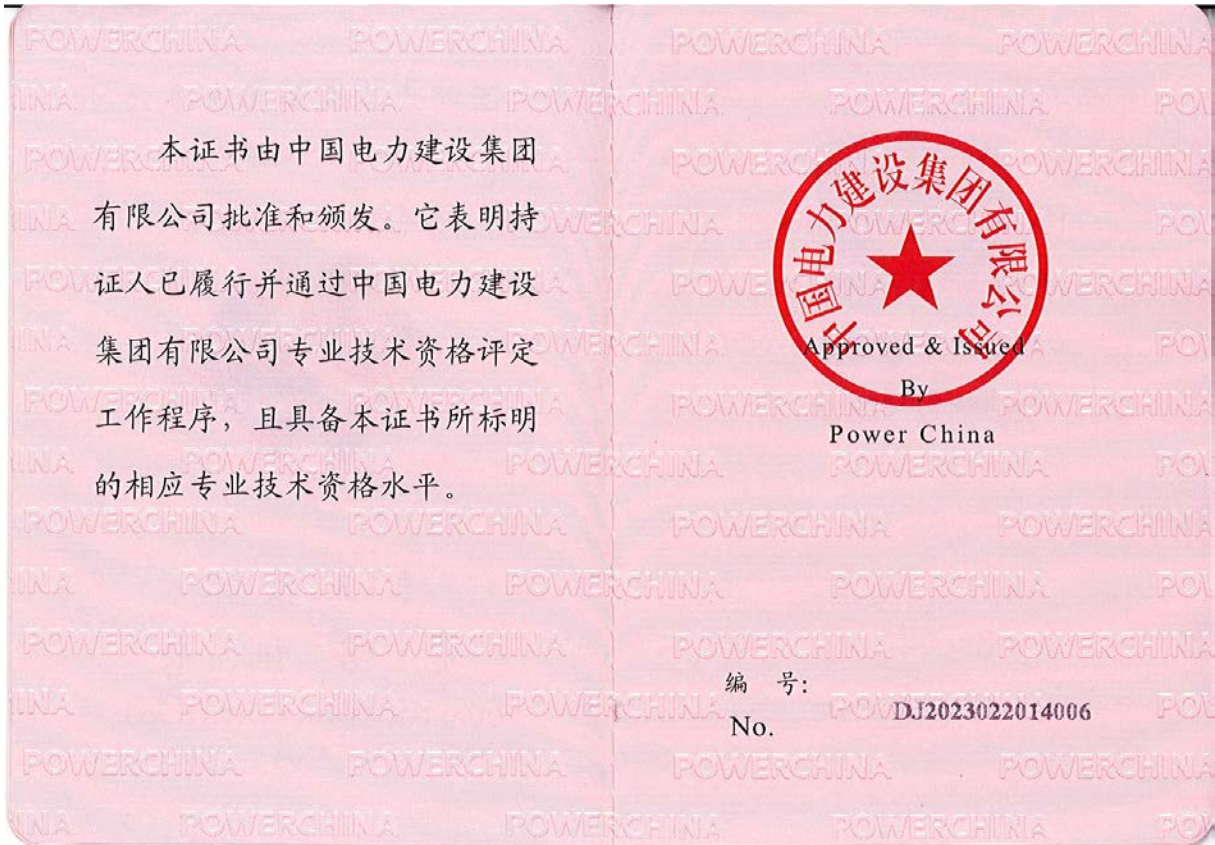 本证书由中国电力建设集团
有限公司批准和颁发。它表明持
证人已履行并通过中国电力建设
集团有限公司专业技术资格评定
工作程序，且具备本证书所标明
的相应专业技术资格水平。
中国电力建设集团有限公司
Approved & Issued
By
Power China
编 号:
No.
DJ2023022014006
POWERCHINA